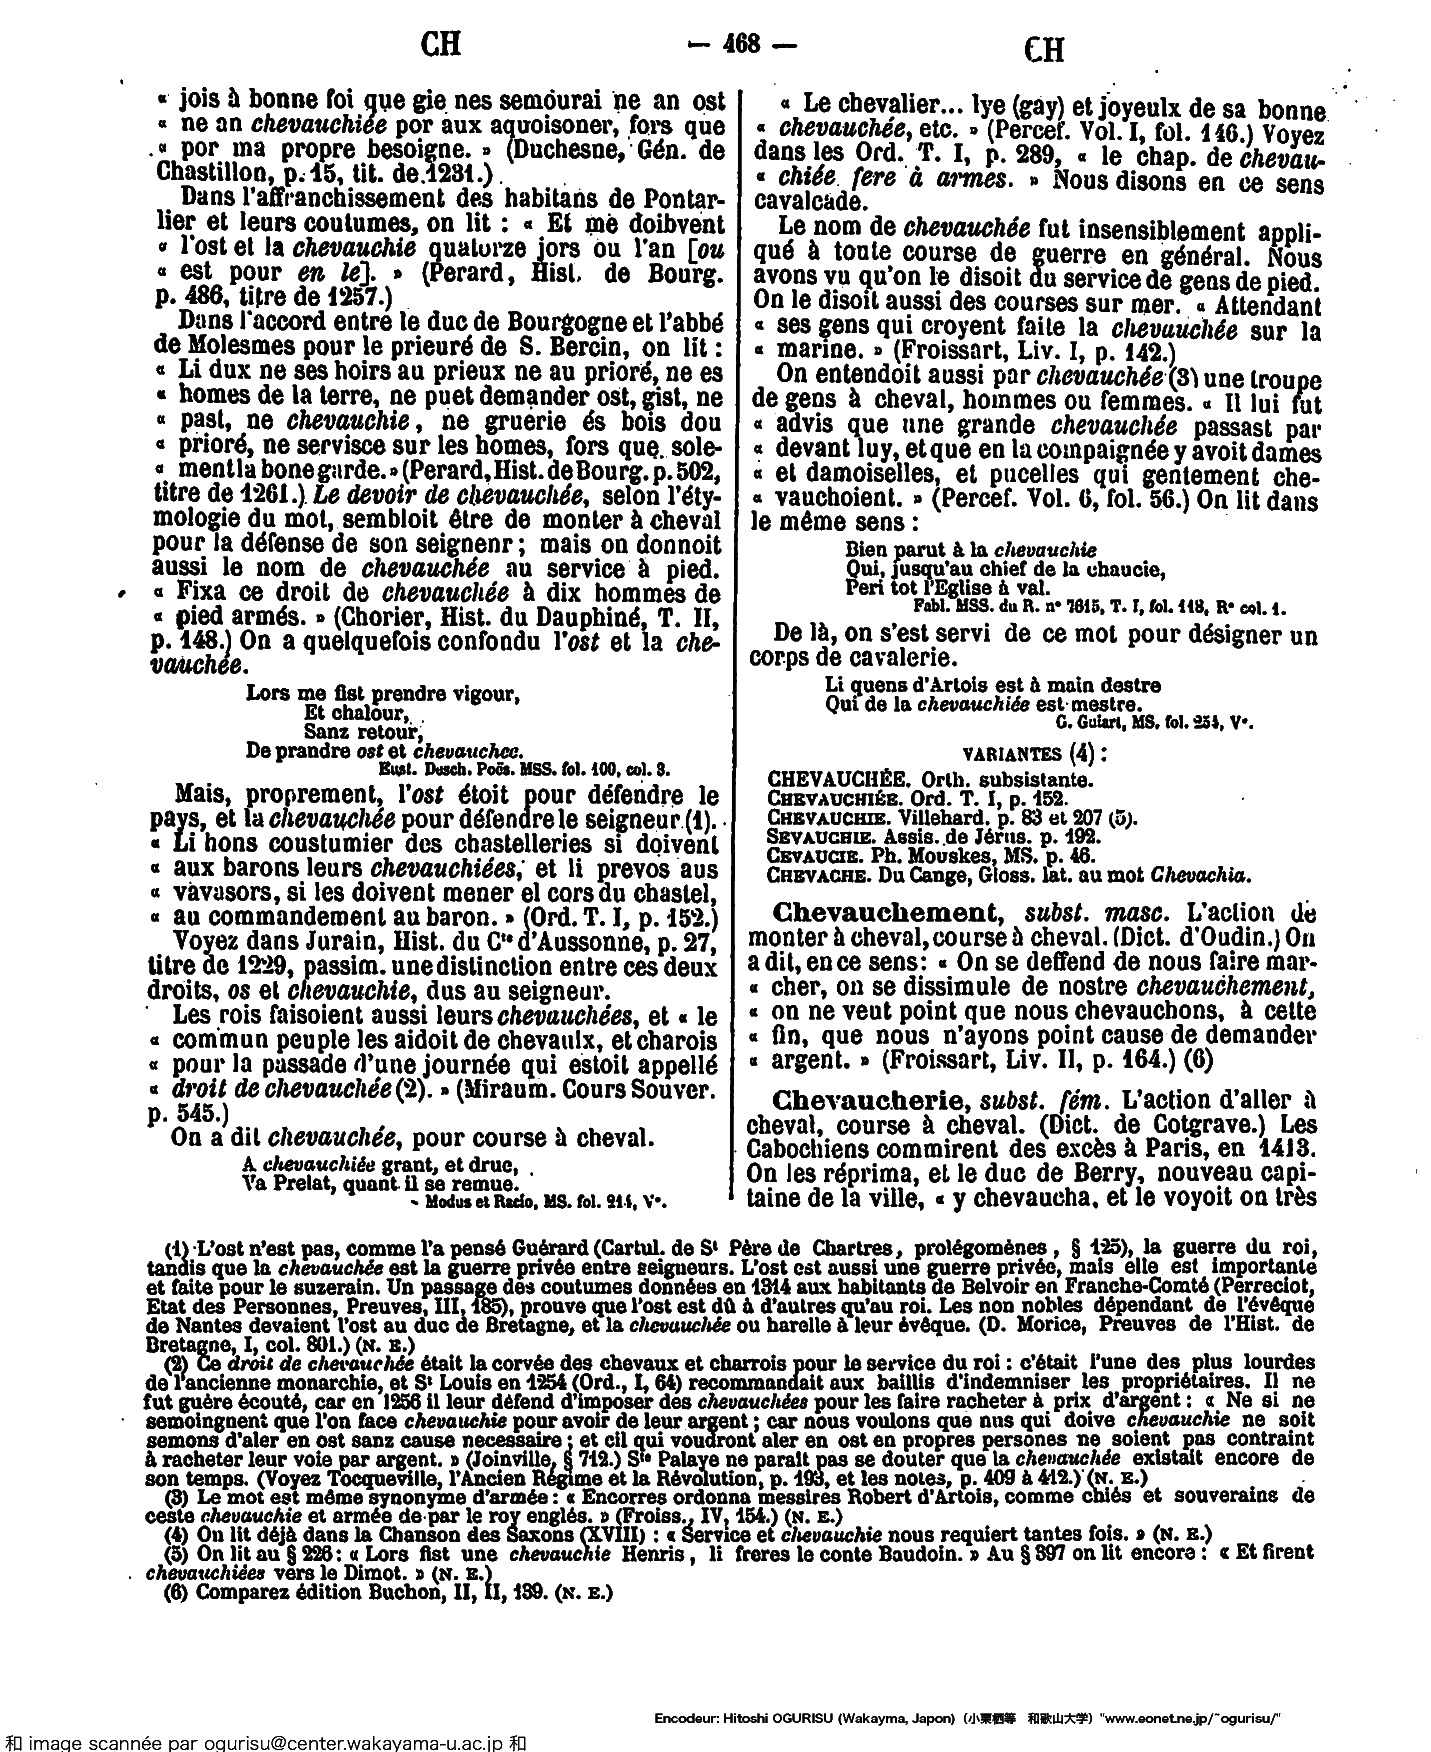 CH — 468 — CH
« jois à bonne foi que gie nes semourai ne an ost
« ne an chevauchiée por aux aquoisoner, fors que
« por ma propre besoigne. » (Duchesne, Gén. de
Chastillon, p. 15, tit. de 1231.)
Dans l'affranchissement des habitans de Pontar-
lier et leurs coutumes, on lit : « Et me doibvent
« l'ost et la chevauchie quatorze jors ou l'an [ou
« est pour en le]. » (Perard, Hist. de Bourg.
p. 486, titre de 1257.)
Dans l'accord entre le duc de Bourgogne et l'abbé
de Molesmes pour le prieuré de S. Bercin, on lit :
« Li dux ne ses hoirs au prieux ne au prioré, ne es
« homes de la terre, ne puet demander ost, gist, ne
« past, ne chevauchie, ne gruerie és bois dou
« prioré, ne servisce sur les homes, fors que sole-
« ment la bone garde. » (Perard, Hist. de Bourg. p. 502,
titre de 1261.) Le devoir de chevauchée, selon l'éty-
mologie du mot, sembloit être de monter à cheval
pour la défense de son seignenr ; mais on donnoit
aussi le nom de chevauchée au service à pied.
« Fixa ce droit de chevauchée à dix hommes de
« pied armés. » (Chorier, Hist. du Dauphiné, T. II,
p. 148.) On a quelquefois confondu l'ost et la che-
vauchée.
Lors me fist prendre vigour,
Et chalour,
Sanz retour,
De prandre ost et chevauchee.
Eust. Desch. Poës. MSS. fol. 100, col. 3.
Mais, proprement, l'ost étoit pour défendre le
pays, et la chevauchée pour défendre le seigneur (1).
« Li hons coustumier des chastelleries si doivent
« aux barons leurs chevauchiées; et li prevos aus
« vavasors, si les doivent mener el cors du chastel,
« au commandement au baron. » (Ord. T. I, p. 152.)
Voyez dans Jurain, Hist. du Cte d'Aussonne, p. 27,
titre de 1229, passim. une distinction entre ces deux
droits, os et chevauchie, dus au seigneur.
Les rois faisoient aussi leurs chevauchées, et « le
« commun peuple les aidoit de chevaulx, et charois
« pour la passade d'une journée qui estoit appellé
« droit de chevauchée (2). » (Miraum. Cours Souver.
p. 545.)
On a dit chevauchée, pour course à cheval.
A chevauchiée grant, et drue,
Va Prelat, quant il se remue.
Modus et Racio, MS. fol. 214, Vo.
« Le chevalier... lye (gay) et joyeulx de sa bonne
« chevauchée, etc. » (Percef. Vol. I, fol. 146.) Voyez
dans les Ord. T. I, p. 289, « le chap. de chevau-
« chiée fere à armes. » Nous disons en ce sens
cavalcade.
Le nom de chevauchée fut insensiblement appli-
qué à toute course de guerre en général. Nous
avons vu qu'on le disoit du service de gens de pied.
On le disoit aussi des courses sur mer. « Attendant
« ses gens qui croyent faite la chevauchée sur la
« marine. » (Froissart, Liv. I, p. 142.)
On entendoit aussi par chevauchée (3) une troupe
de gens à cheval, hommes ou femmes. « Il lui fut
« advis que une grande chevauchée passast par
« devant luy, et que en la compaignée y avoit dames
« et damoiselles, et pucelles qui gentement che-
« vauchoient. » (Percef. Vol. 6, fol. 56.) On lit dans
le même sens :
Bien parut à la chevauchie
Qui, jusqu'au chief de la chaucie,
Peri tot l'Eglise à val.
Fabl. MSS. du R. no 7615, T. I, fol. 118, Ro col. 1.
De là, on s'est servi de ce mot pour désigner un
corps de cavalerie.
Li quens d'Artois est à main destre
Qui de la chevauchiée est mestre.
G. Guiart, MS. fol. 254, Vo.
VARIANTES (4) :
CHEVAUCHÉE. Orth. subsistante.
CHEVAUCHIÉE. Ord. T. I, p. 152.
CHEVAUCHIE. Villehard. p. 83 et 207 (5).
SEVAUCHIE. Assis. de Jérus. p. 192.
CEVAUCIE. Ph. Mouskes, MS. p. 46.
CHEVACHE. Du Cange, Gloss. lat. au mot Chevachia.
Chevauchement, subst. masc. L'action de
monter à cheval, course à cheval. (Dict. d'Oudin.) On
a dit, en ce sens : « On se deffend de nous faire mar-
« cher, on se dissimule de nostre chevauchement,
« on ne veut point que nous chevauchons, à cette
« fin, que nous n'ayons point cause de demander
« argent. » (Froissart, Liv. II, p. 164.) (6)
Chevaucherie, subst. fém. L'action d'aller à
cheval, course à cheval. (Dict. de Cotgrave.) Les
Cabochiens commirent des excès à Paris, en 1413.
On les réprima, et le duc de Berry, nouveau capi-
taine de la ville, « y chevaucha, et le voyoit on très
(1) L'ost n'est pas, comme l'a pensé Guérard (Cartul. de St Père de Chartres, prolégomènes, § 125), la guerre du roi,
tandis que la chevauchée est la guerre privée entre seigneurs. L'ost est aussi une guerre privée, mais elle est importante
et faite pour le suzerain. Un passage des coutumes données en 1314 aux habitants de Belvoir en Franche-Comté (Perreciot,
Etat des Personnes, Preuves, III, 185), prouve que l'ost est dû à d'autres qu'au roi. Les non nobles dépendant de l'évêque
de Nantes devaient l'ost au duc de Bretagne, et la chevauchée ou harelle à leur évêque. (D. Morice, Preuves de l'Hist. de
Bretagne, I, col. 801.) (N. E.)
(2) Ce droit de chevauchée était la corvée des chevaux et charrois pour le service du roi : c'était l'une des plus lourdes
de l'ancienne monarchie, et St Louis en 1254 (Ord., I, 64) recommandait aux baillis d'indemniser les propriétaires. Il ne
fut guère écouté, car en 1256 il leur défend d'imposer des chevauchées pour les faire racheter à prix d'argent : « Ne si ne
semoingnent que l'on face chevauchie pour avoir de leur argent ; car nous voulons que nus qui doive chevauchie ne soit
semons d'aler en ost sanz cause necessaire ; et cil qui voudront aler en ost en propres persones ne soient pas contraint
à racheter leur voie par argent. » (Joinville, § 712.) Ste Palaye ne paraît pas se douter que la chevauchée existait encore de
son temps. (Voyez Tocqueville, l'Ancien Régime et la Révolution, p. 193, et les notes, p. 409 à 412.) (N. E.)
(3) Le mot est même synonyme d'armée : « Encorres ordonna messires Robert d'Artois, comme chiés et souverains de
ceste chevauchie et armée de par le roy englés. » (Froiss., IV, 154.) (N. E.)
(4) On lit déjà dans la Chanson des Saxons (XVIII) : « Service et chevauchie nous requiert tantes fois. » (N. E.)
(5) On lit au § 226 : « Lors fist une chevauchie Henris, li freres le conte Baudoin. » Au § 397 on lit encore : « Et firent
chevauchiées vers le Dimot. » (N. E.)
(6) Comparez édition Buchon, II, II, 139. (N. E.)
Encodeur: Hitoshi OGURISU (Wakayma, Japon) (小栗栖等 和歌山大学) "www.eonet.ne.jp/~ogurisu/"
和 image scannée par ogurisu@center.wakayama-u.ac.jp 和